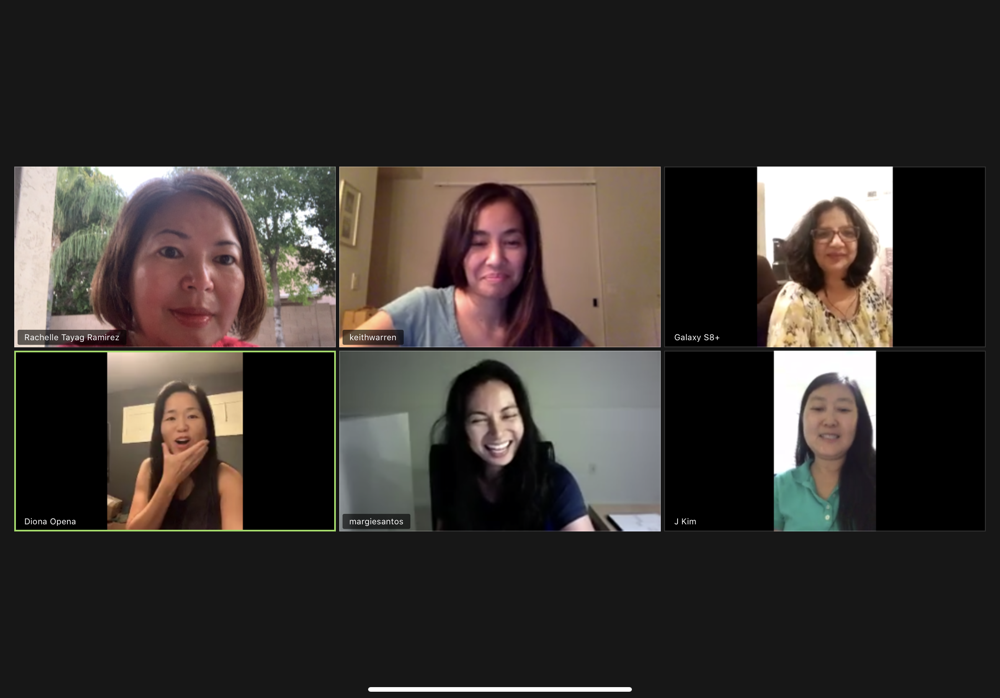 Rachelle Tayag Ramirez
keithwarren
Galaxy S8+
Diona Opena
margiesantos
J Kim